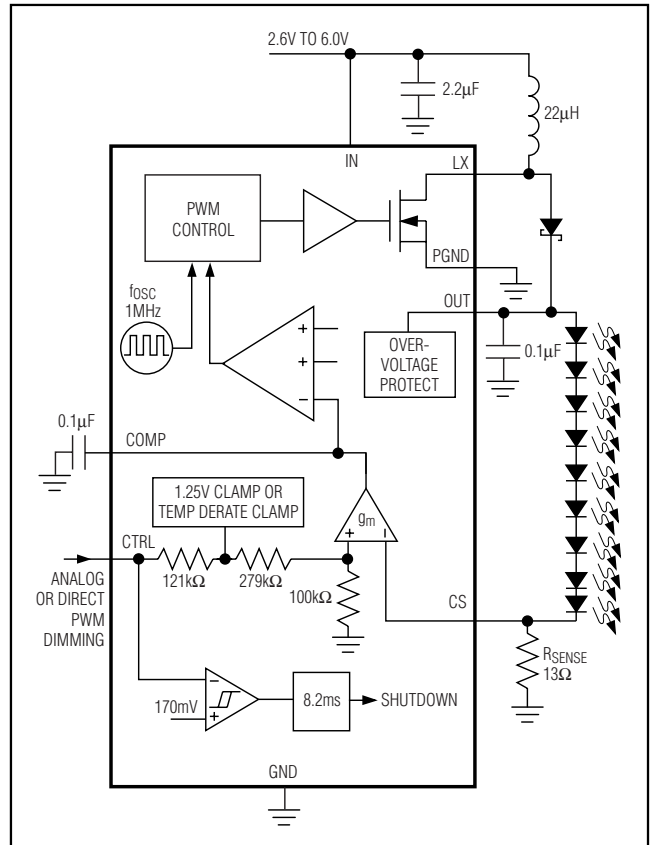 2.6V TO 6.0V
2.2µF
22µH
IN
LX
PWM
CONTROL
PGND
fOSC
1MHz
OUT
OVER-
VOLTAGE
PROTECT
0.1µF
+
+
−
0.1µF
COMP
1.25V CLAMP OR
TEMP DERATE CLAMP
gm
+
−
CTRL
121kΩ
279kΩ
100kΩ
ANALOG
OR DIRECT
PWM
DIMMING
CS
RSENSE
13Ω
−
170mV
+
8.2ms
SHUTDOWN
GND